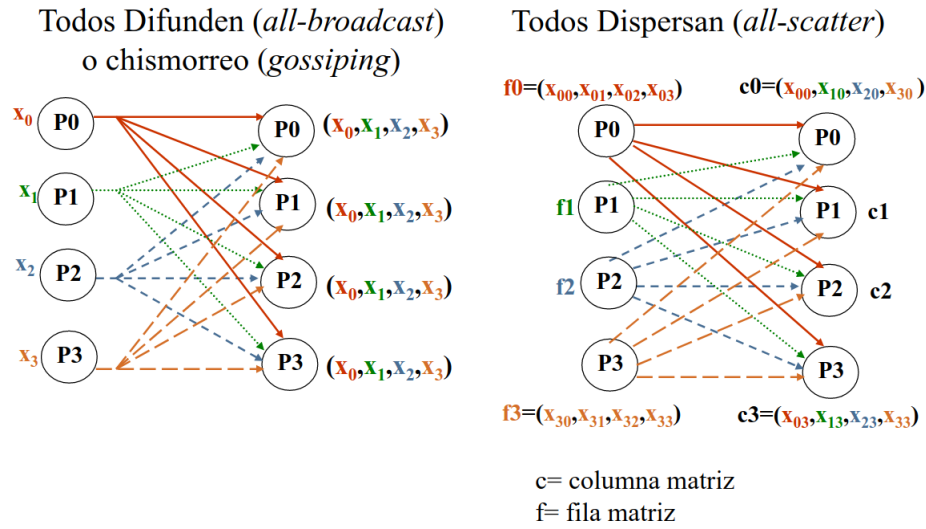 Todos Difunden (all-broadcast)
o chismorreo (gossiping)
x0 P0 P0 (x0,x1,x2,x3)
x1 P1 P1 (x0,x1,x2,x3)
x2 P2 P2 (x0,x1,x2,x3)
x3 P3 P3 (x0,x1,x2,x3)
Todos Dispersan (all-scatter)
f0=(x00,x01,x02,x03) c0=(x00,x10,x20,x30)
P0 P0
f1 P1 P1 c1
f2 P2 P2 c2
P3 P3
f3=(x30,x31,x32,x33) c3=(x03,x13,x23,x33)
c= columna matriz
f= fila matriz